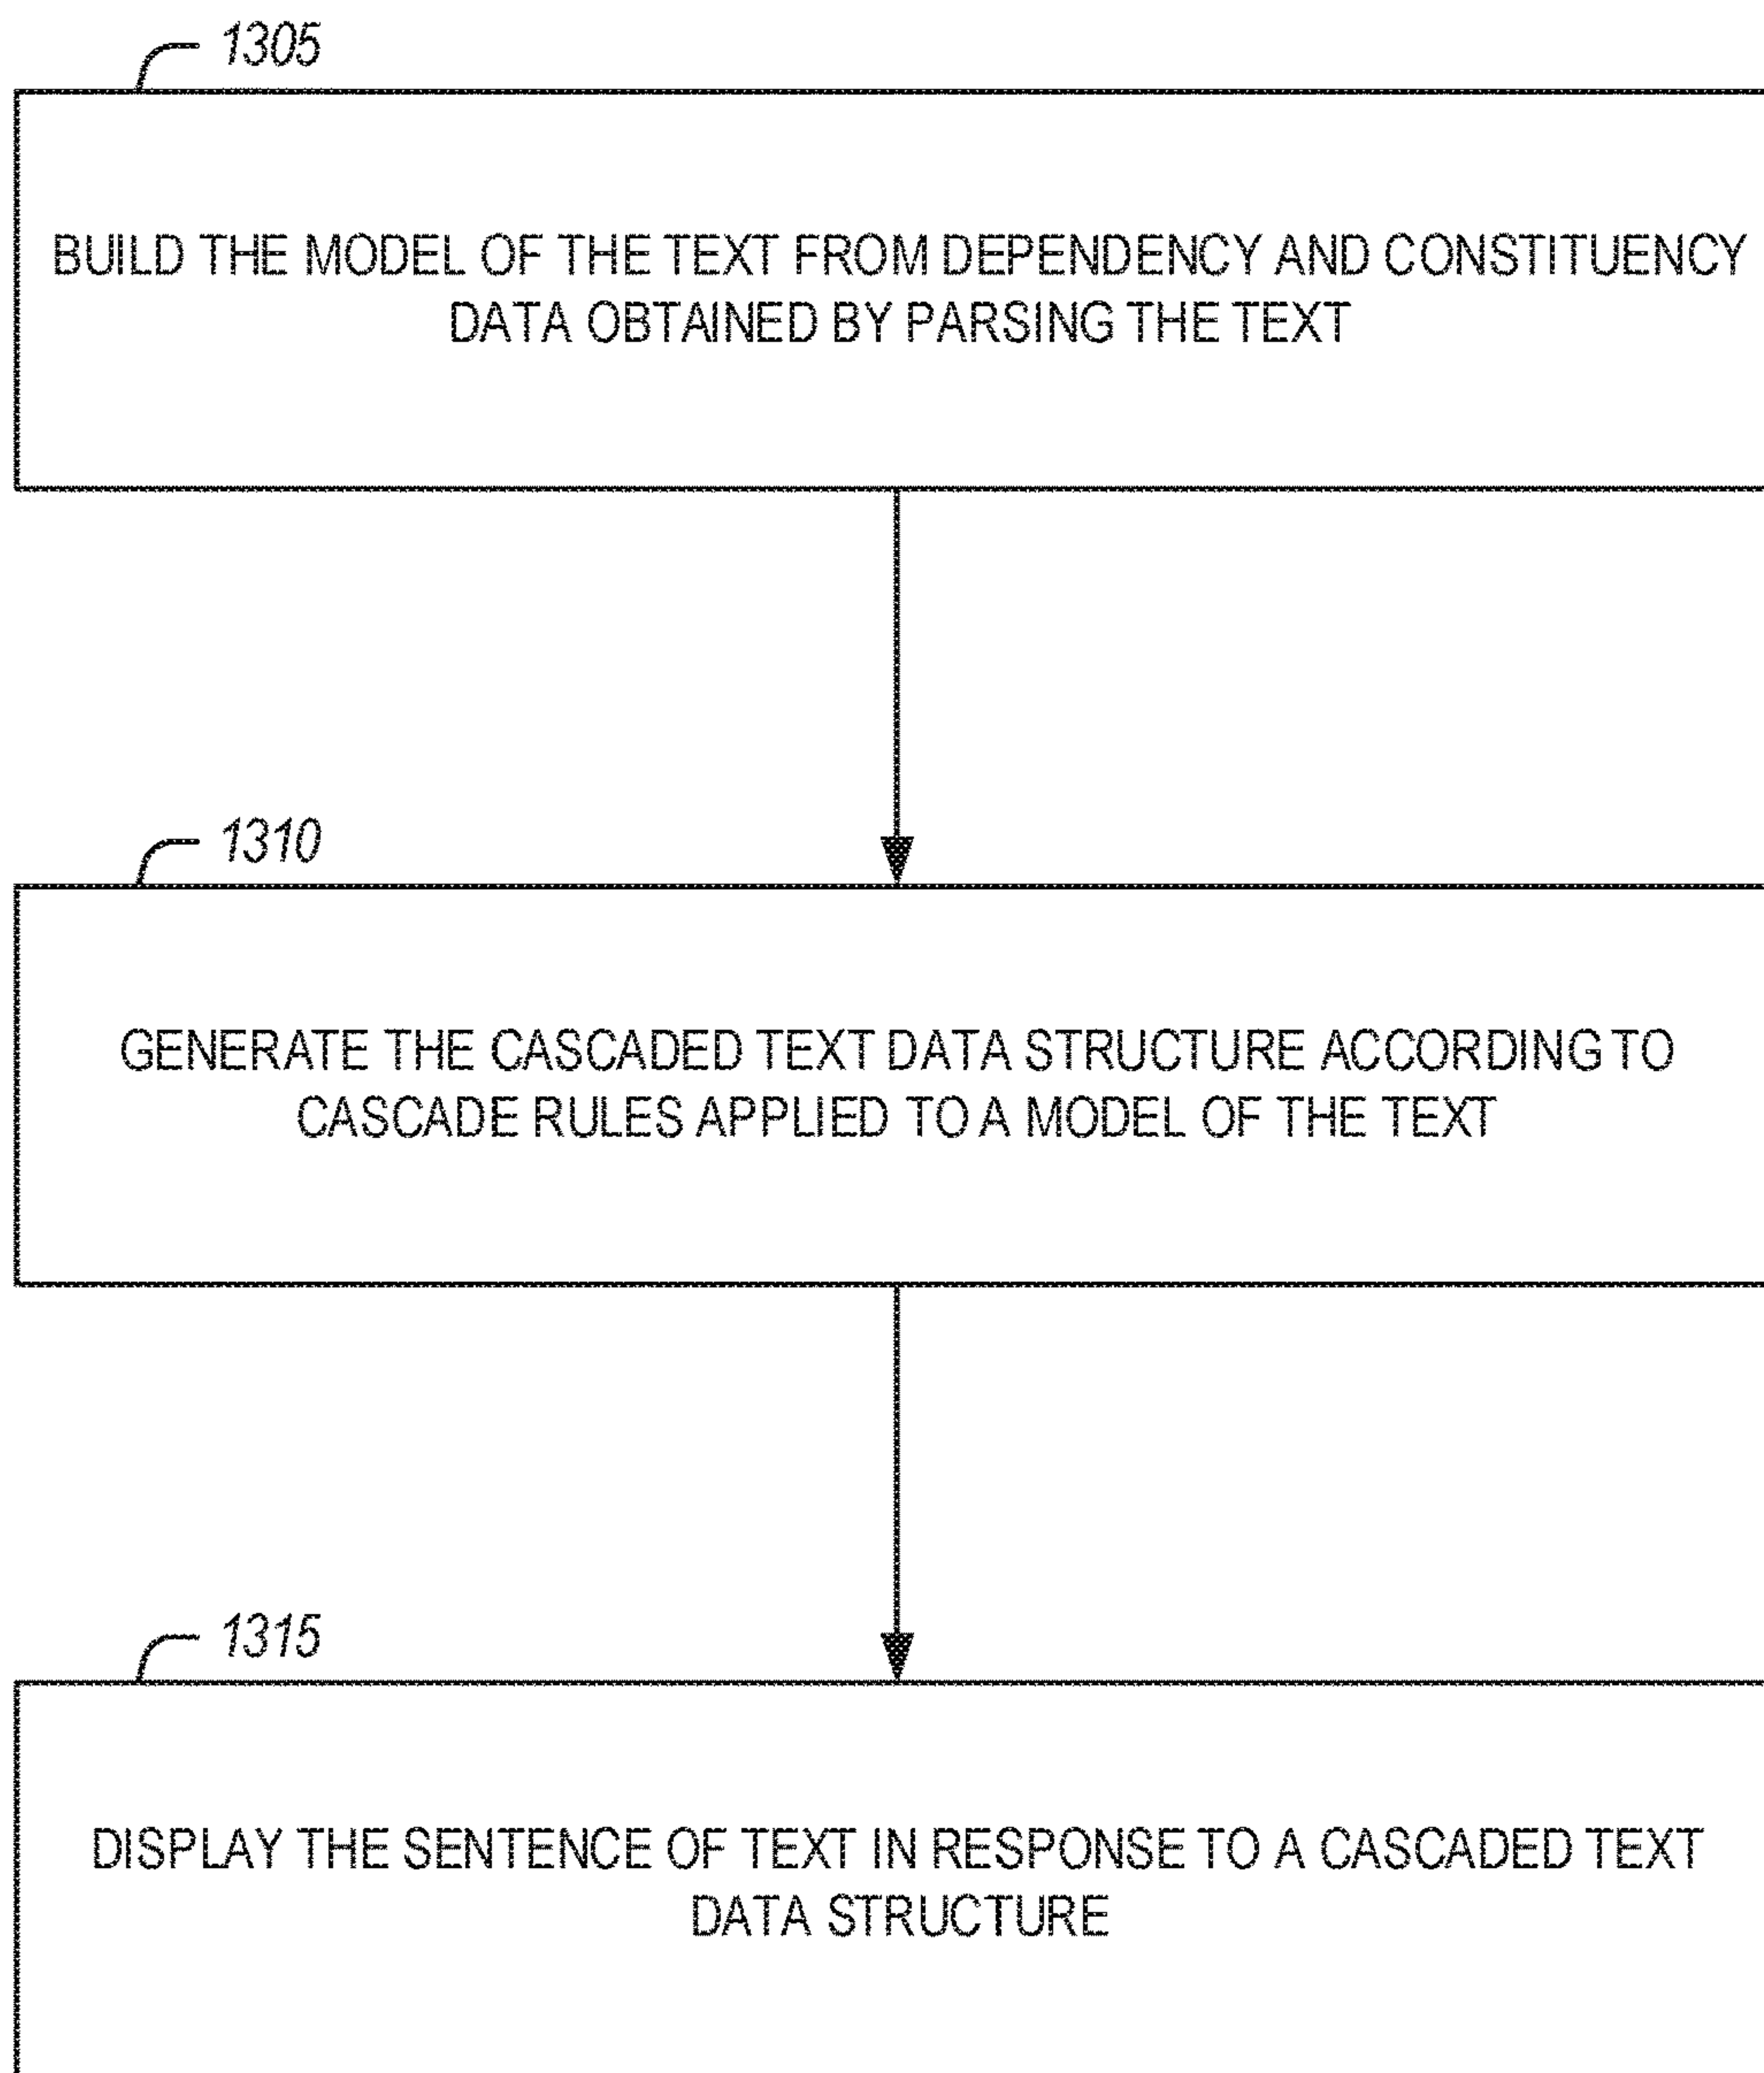 1305
BUILD THE MODEL OF THE TEXT FROM DEPENDENCY AND CONSTITUENCY
DATA OBTAINED BY PARSING THE TEXT
1310
GENERATE THE CASCADED TEXT DATA STRUCTURE ACCORDING TO
CASCADE RULES APPLIED TO A MODEL OF THE TEXT
1315
DISPLAY THE SENTENCE OF TEXT IN RESPONSE TO A CASCADED TEXT
DATA STRUCTURE